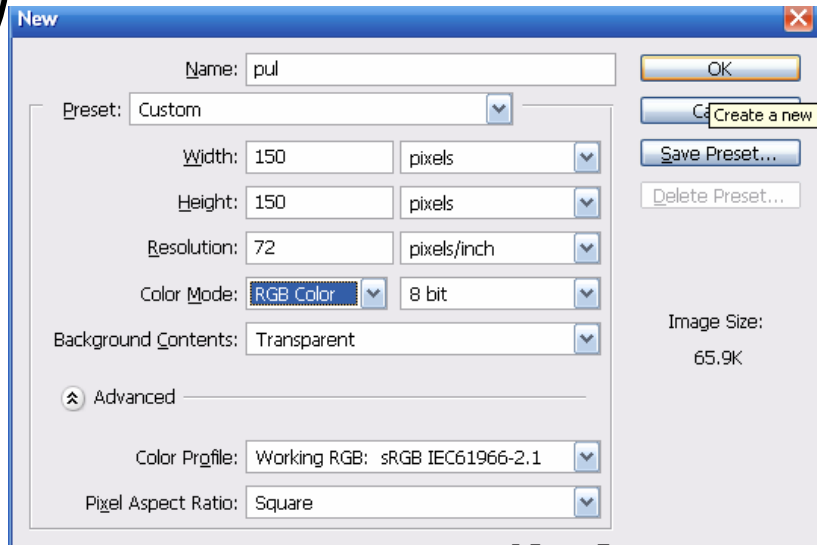 New
Name: pul
OK
Preset: Custom
Create a new
Width: 150 pixels
Save Preset...
Height: 150 pixels
Delete Preset...
Resolution: 72 pixels/inch
Color Mode: RGB Color 8 bit
Image Size:
Background Contents: Transparent
65.9K
Advanced
Color Profile: Working RGB: sRGB IEC61966-2.1
Pixel Aspect Ratio: Square